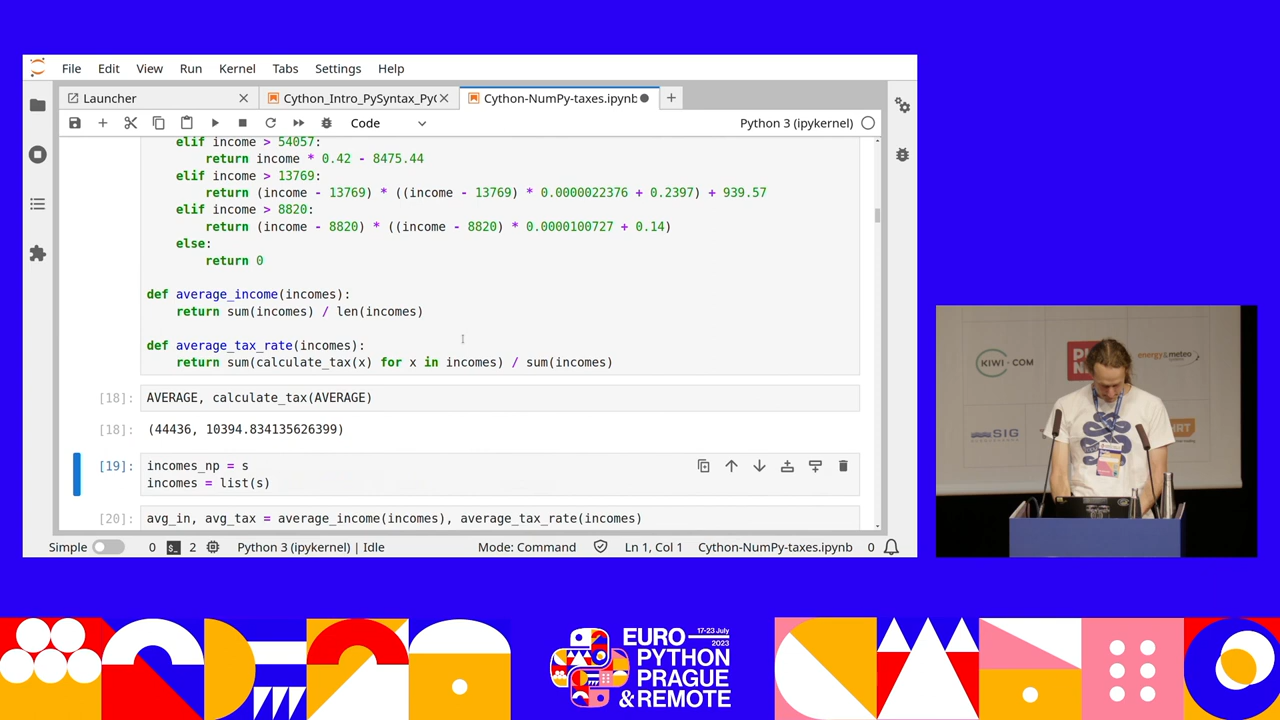 File Edit View Run Kernel Tabs Settings Help
Launcher
Cython_Intro_PySyntax_Py(
Cython-NumPy-taxes.ipynb
Code
Python 3 (ipykernel)
elif income > 54057:
return income * 0.42 - 8475.44
elif income > 13769:
return (income - 13769) * ((income - 13769) * 0.0000022376 + 0.2397) + 939.57
elif income > 8820:
return (income - 8820) * ((income - 8820) * 0.0000100727 + 0.14)
else:
return 0
def average_income(incomes):
return sum(incomes) / len(incomes)
def average_tax_rate(incomes):
return sum(calculate_tax(x) for x in incomes) / sum(incomes)
[18]: AVERAGE, calculate_tax(AVERAGE)
[18]: (44436, 10394.834135626399)
[19]: incomes_np = s
incomes = list(s)
[20]: avg_in, avg_tax = average_income(incomes), average_tax_rate(incomes)
Simple 0 2 Python 3 (ipykernel) | Idle Mode: Command Ln 1, Col 1 Cython-NumPy-taxes.ipynb 0
KIWI-COM
energy&meteo
SIG
EURO
17-23 July
2023
PYTHON
PRAGUE
& REMOTE